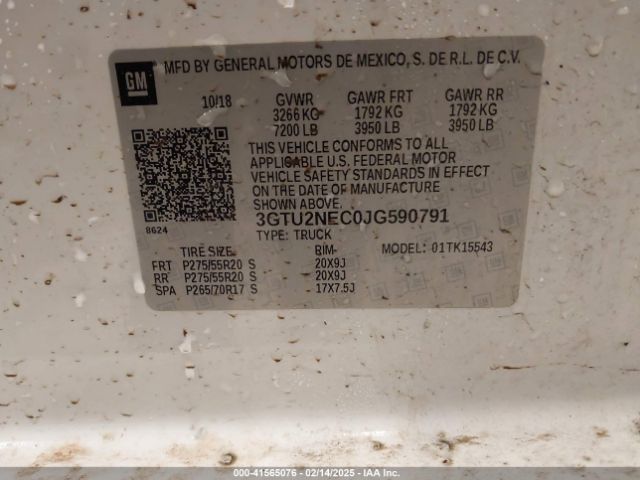 GM
MFD BY GENERAL MOTORS DE MEXICO, S. DE R.L. DE C.V.
10/18 GVWR GAWR FRT GAWR RR
3266 KG 1792 KG 1792 KG
7200 LB 3950 LB 3950 LB
THIS VEHICLE CONFORMS TO ALL
APPLICABLE U.S. FEDERAL MOTOR
VEHICLE SAFETY STANDARDS IN
EFFECT ON THE DATE OF MANUFACTURE
SHOWN ABOVE.
8624 3GTU2NEC0JG590791
TYPE: TRUCK MODEL: 01TK15543
TIRE SIZE RIM
FRT P275/55R20 S 20X9J
RR P275/55R20 S 20X9J
SPA P265/70R17 S 17X7.5J
000-41565076 - 02/14/2025 - IAA Inc.